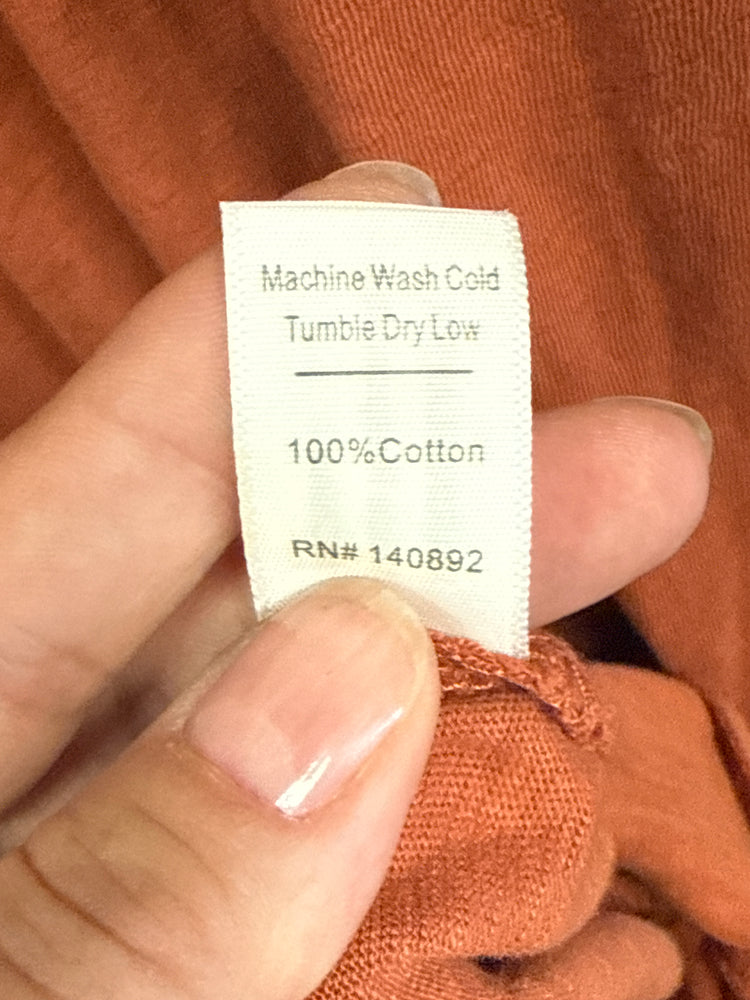 Machine Wash Cold
Tumble Dry Low
100%Cotton
RN# 140892